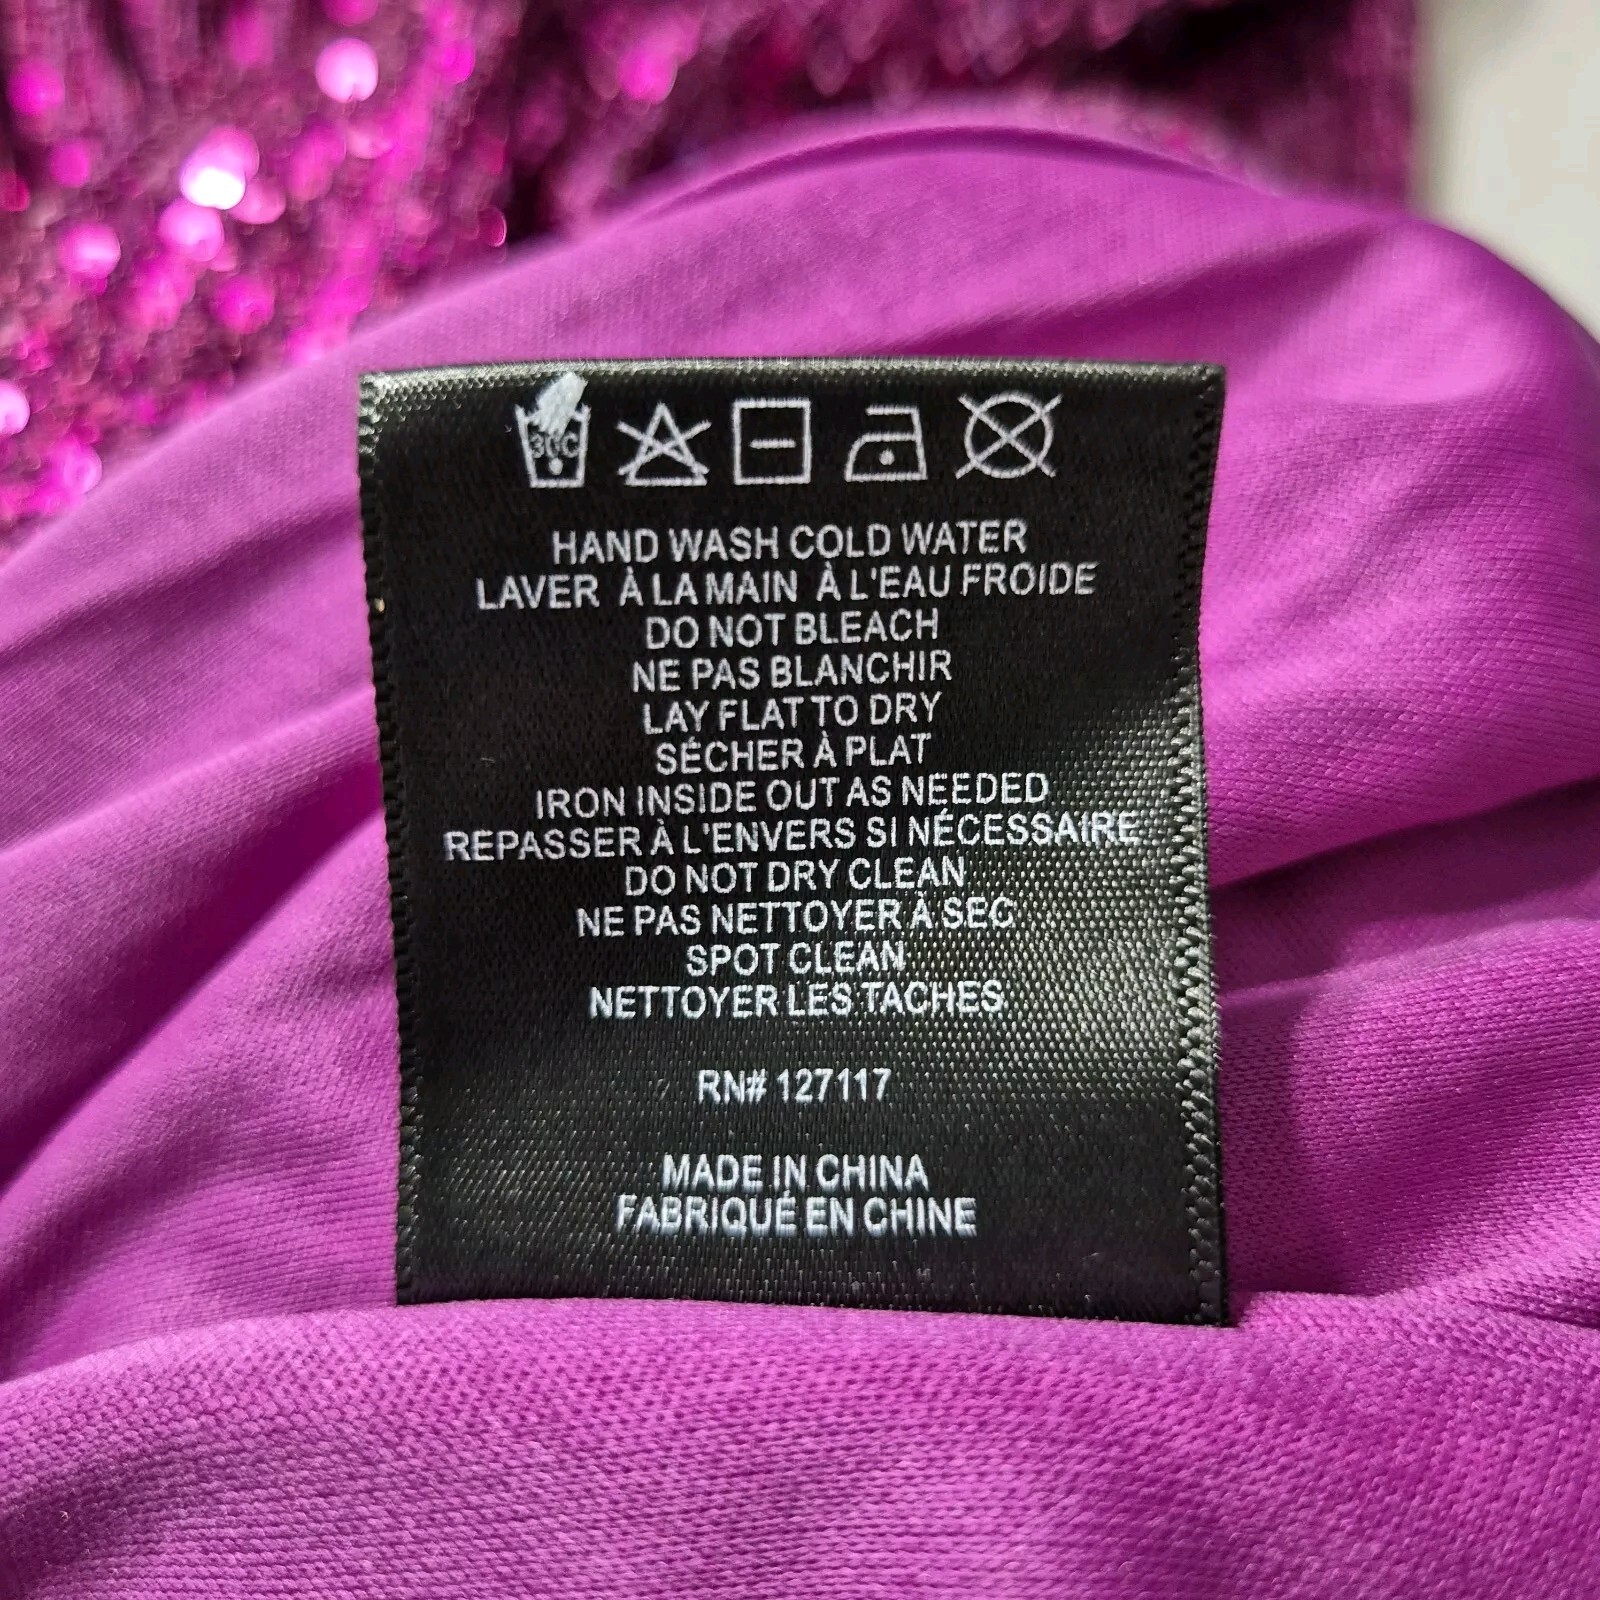 30C
HAND WASH COLD WATER
LAVER À LA MAIN À L'EAU FROIDE
DO NOT BLEACH
NE PAS BLANCHIR
LAY FLAT TO DRY
SÉCHER À PLAT
IRON INSIDE OUT AS NEEDED
REPASSER À L'ENVERS SI NÉCESSAIRE
DO NOT DRY CLEAN
NE PAS NETTOYER À SEC
SPOT CLEAN
NETTOYER LES TACHES
RN# 127117
MADE IN CHINA
FABRIQUÉ EN CHINE